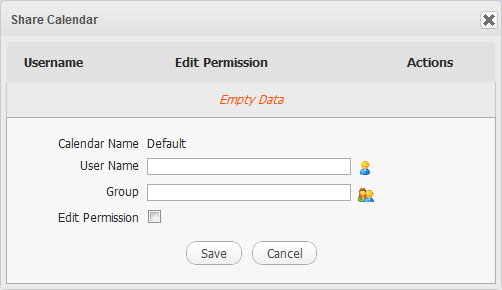 Share Calendar
Username Edit Permission Actions
Empty Data
Calendar Name Default
User Name
Group
Edit Permission
Save Cancel